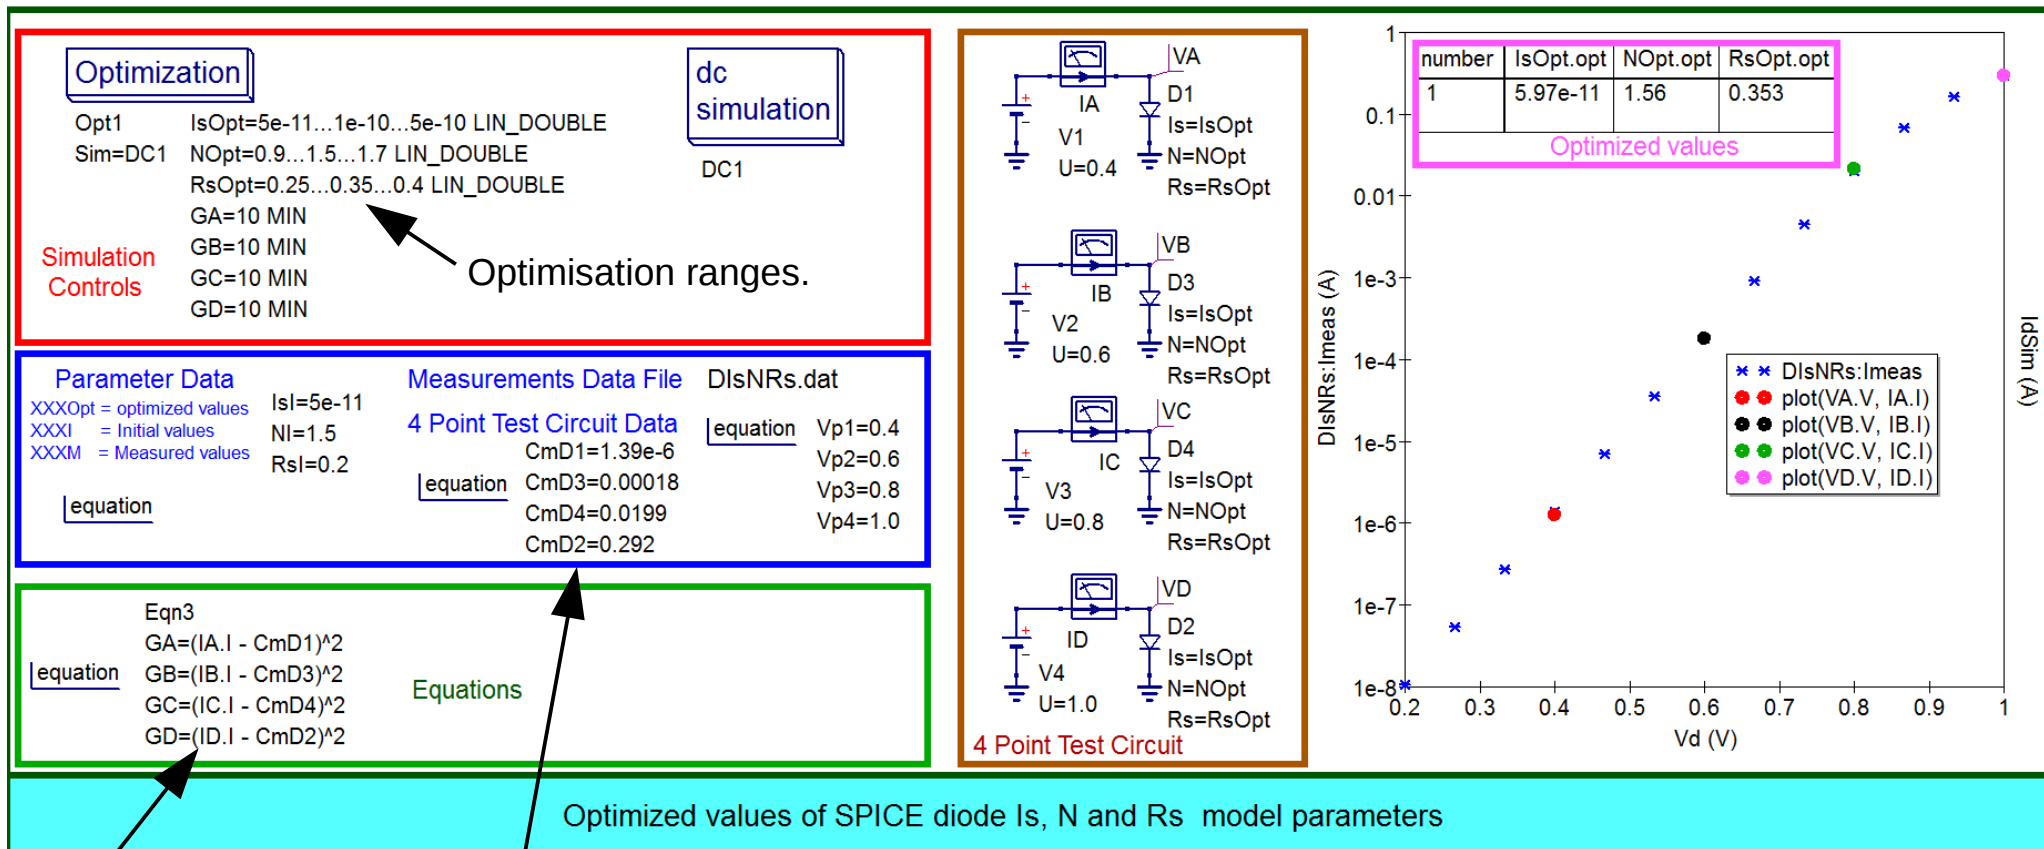 Optimization
Opt1
Sim=DC1
IsOpt=5e-11...1e-10...5e-10 LIN_DOUBLE
NOpt=0.9...1.5...1.7 LIN_DOUBLE
RsOpt=0.25...0.35...0.4 LIN_DOUBLE
GA=10 MIN
GB=10 MIN
GC=10 MIN
GD=10 MIN
dc
simulation
DC1
Simulation
Controls
Optimisation ranges.
Parameter Data
XXXOpt = optimized values
XXXI = Initial values
XXXM = Measured values
equation
IsI=5e-11
NI=1.5
RsI=0.2
Measurements Data File DIsNRs.dat
4 Point Test Circuit Data
equation
CmD1=1.39e-6
CmD3=0.00018
CmD4=0.0199
CmD2=0.292
equation
Vp1=0.4
Vp2=0.6
Vp3=0.8
Vp4=1.0
equation
Eqn3
GA=(IA.I - CmD1)^2
GB=(IB.I - CmD3)^2
GC=(IC.I - CmD4)^2
GD=(ID.I - CmD2)^2
Equations
+
-
V1
U=0.4
IA
VA
D1
Is=IsOpt
N=NOpt
Rs=RsOpt
+
-
V2
U=0.6
IB
VB
D3
Is=IsOpt
N=NOpt
Rs=RsOpt
+
-
V3
U=0.8
IC
VC
D4
Is=IsOpt
N=NOpt
Rs=RsOpt
+
-
V4
U=1.0
ID
VD
D2
Is=IsOpt
N=NOpt
Rs=RsOpt
4 Point Test Circuit
number IsOpt.opt NOpt.opt RsOpt.opt
1 5.97e-11 1.56 0.353
Optimized values
DIsNRs:Imeas (A)
1
0.1
0.01
1e-3
1e-4
1e-5
1e-6
1e-7
1e-8
DIsNRs:Imeas
plot(VA.V, IA.I)
plot(VB.V, IB.I)
plot(VC.V, IC.I)
plot(VD.V, ID.I)
IdSim (A)
0.2 0.3 0.4 0.5 0.6 0.7 0.8 0.9 1
Vd (V)
Optimized values of SPICE diode Is, N and Rs model parameters